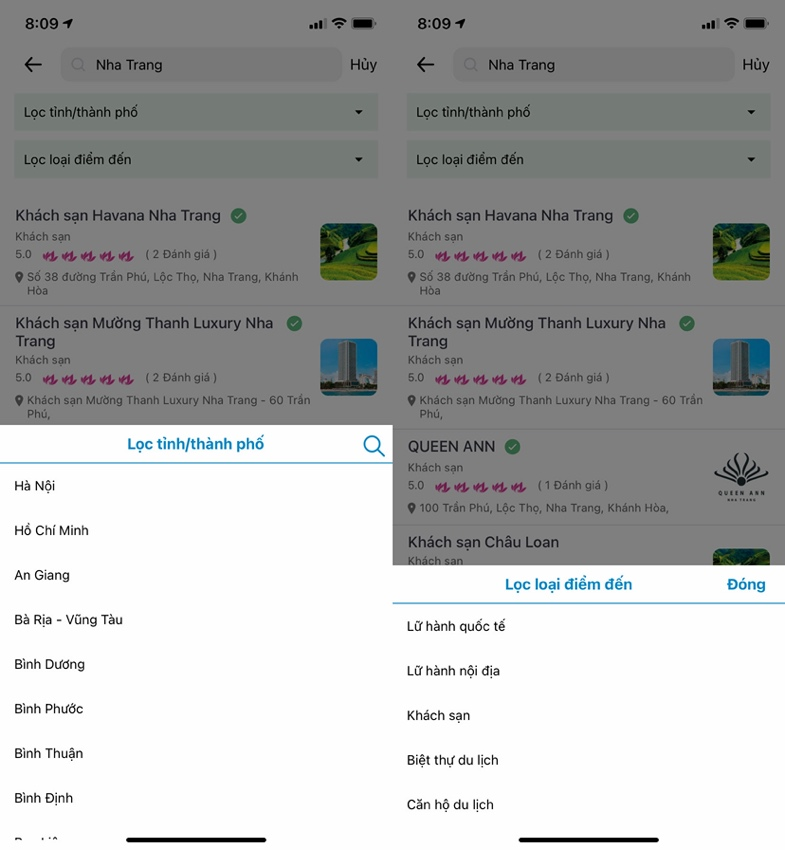 8:09
Nha Trang
Hủy
Lọc tỉnh/thành phố
Lọc loại điểm đến
Khách sạn Havana Nha Trang
Khách sạn
5.0 ( 2 Đánh giá )
Số 38 đường Trần Phú, Lộc Thọ, Nha Trang, Khánh
Hòa
Khách sạn Mường Thanh Luxury Nha
Trang
Khách sạn
5.0 ( 2 Đánh giá )
Khách sạn Mường Thanh Luxury Nha Trang - 60 Trần
Phú,
Lọc tỉnh/thành phố
Hà Nội
Hồ Chí Minh
An Giang
Bà Rịa - Vũng Tàu
Bình Dương
Bình Phước
Bình Thuận
Bình Định
8:09
Nha Trang
Hủy
Lọc tỉnh/thành phố
Lọc loại điểm đến
Khách sạn Havana Nha Trang
Khách sạn
5.0 ( 2 Đánh giá )
Số 38 đường Trần Phú, Lộc Thọ, Nha Trang, Khánh
Hòa
Khách sạn Mường Thanh Luxury Nha
Trang
Khách sạn
5.0 ( 2 Đánh giá )
Khách sạn Mường Thanh Luxury Nha Trang - 60 Trần
Phú,
QUEEN ANN
Khách sạn
5.0 ( 1 Đánh giá )
100 Trần Phú, Lộc Thọ, Nha Trang, Khánh Hòa,
QUEEN ANN
NHA TRANG
Khách sạn Châu Loan
Khách sạn
Lọc loại điểm đến
Đóng
Lữ hành quốc tế
Lữ hành nội địa
Khách sạn
Biệt thự du lịch
Căn hộ du lịch